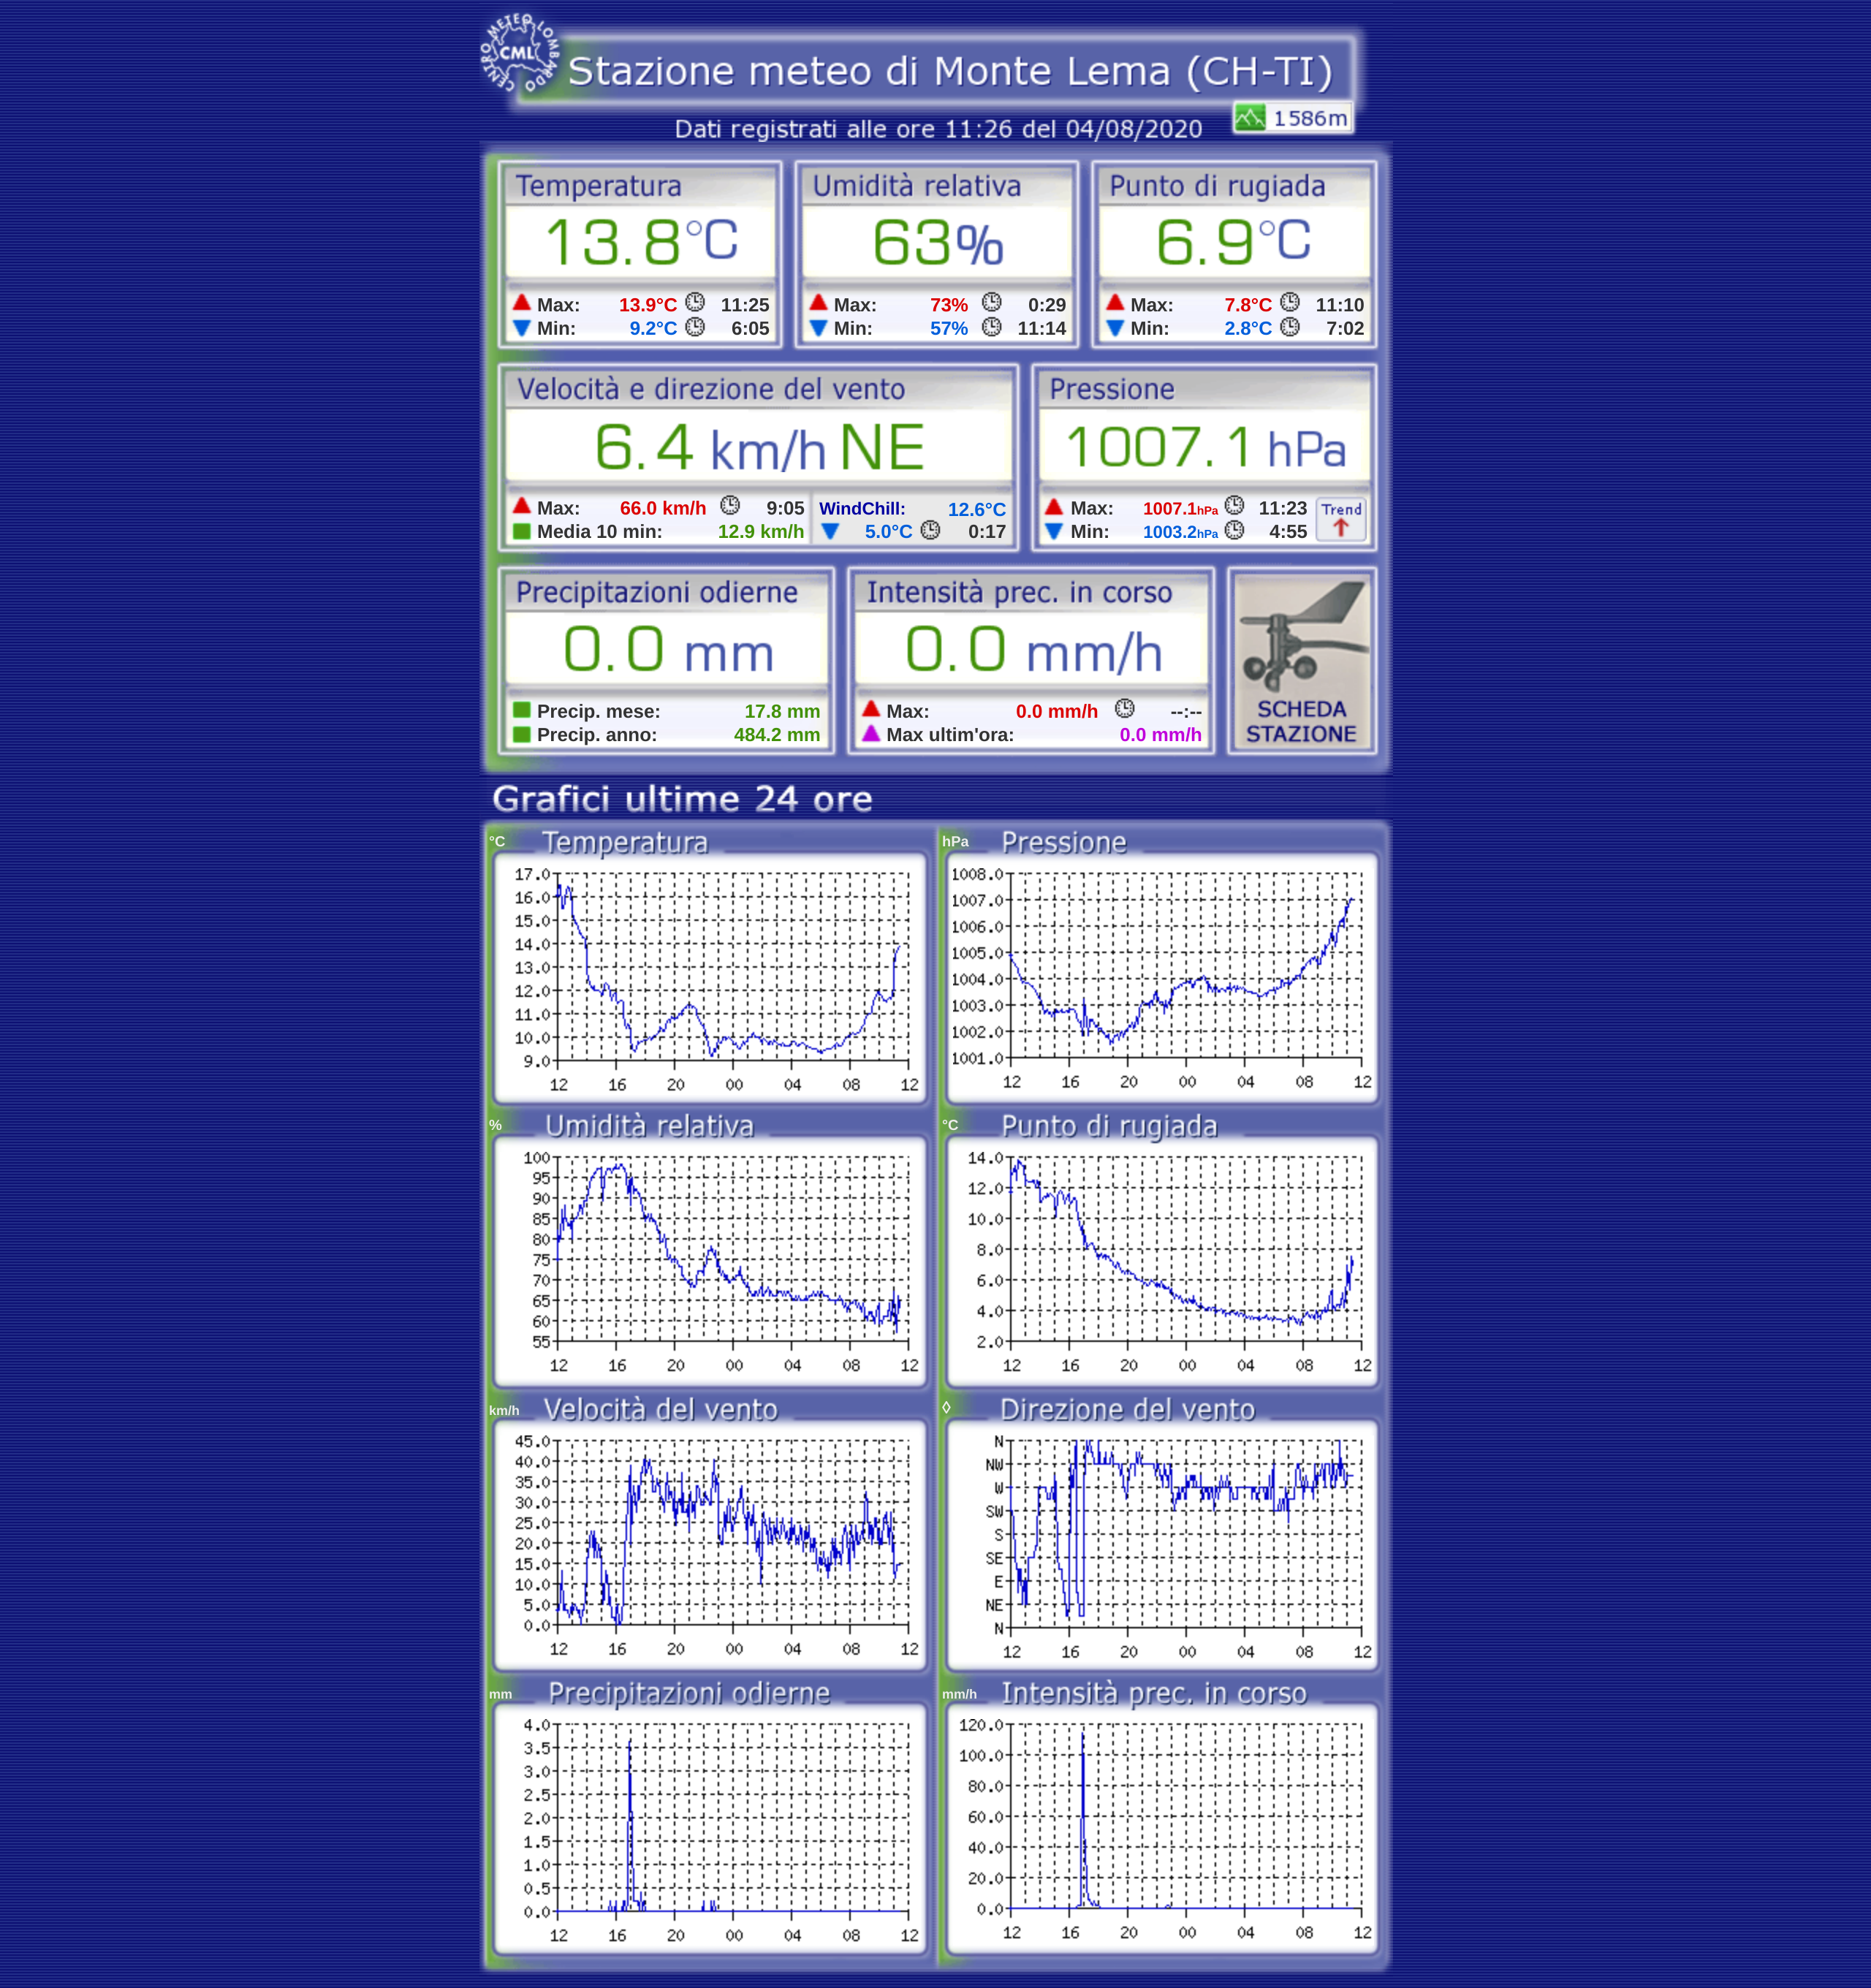 CENTRO METEO LOMBARDO
CML
Stazione meteo di Monte Lema (CH-TI)
1586m
Dati registrati alle ore 11:26 del 04/08/2020
Temperatura
13.8°C
Max: 13.9°C 11:25
Min: 9.2°C 6:05
Umidità relativa
63%
Max: 73% 0:29
Min: 57% 11:14
Punto di rugiada
6.9°C
Max: 7.8°C 11:10
Min: 2.8°C 7:02
Velocità e direzione del vento
6.4 km/h NE
Max: 66.0 km/h 9:05
Media 10 min: 12.9 km/h
WindChill: 12.6°C
5.0°C 0:17
Pressione
1007.1 hPa
Max: 1007.1hPa 11:23
Min: 1003.2hPa 4:55
Trend
Precipitazioni odierne
0.0 mm
Precip. mese: 17.8 mm
Precip. anno: 484.2 mm
Intensità prec. in corso
0.0 mm/h
Max: 0.0 mm/h --:--
Max ultim'ora: 0.0 mm/h
SCHEDA
STAZIONE
Grafici ultime 24 ore
°C Temperatura
17.0
16.0
15.0
14.0
13.0
12.0
11.0
10.0
9.0
12 16 20 00 04 08 12
hPa Pressione
1008.0
1007.0
1006.0
1005.0
1004.0
1003.0
1002.0
1001.0
12 16 20 00 04 08 12
% Umidità relativa
100
95
90
85
80
75
70
65
60
55
12 16 20 00 04 08 12
°C Punto di rugiada
14.0
12.0
10.0
8.0
6.0
4.0
2.0
12 16 20 00 04 08 12
km/h Velocità del vento
45.0
40.0
35.0
30.0
25.0
20.0
15.0
10.0
5.0
0.0
12 16 20 00 04 08 12
◊ Direzione del vento
N
NW
W
SW
S
SE
E
NE
N
12 16 20 00 04 08 12
mm Precipitazioni odierne
4.0
3.5
3.0
2.5
2.0
1.5
1.0
0.5
0.0
12 16 20 00 04 08 12
mm/h Intensità prec. in corso
120.0
100.0
80.0
60.0
40.0
20.0
0.0
12 16 20 00 04 08 12